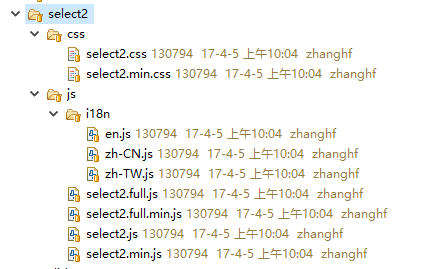 select2
css
select2.css 130794 17-4-5 上午10:04 zhanghf
select2.min.css 130794 17-4-5 上午10:04 zhanghf
js
i18n
en.js 130794 17-4-5 上午10:04 zhanghf
zh-CN.js 130794 17-4-5 上午10:04 zhanghf
zh-TW.js 130794 17-4-5 上午10:04 zhanghf
select2.full.js 130794 17-4-5 上午10:04 zhanghf
select2.full.min.js 130794 17-4-5 上午10:04 zhanghf
select2.js 130794 17-4-5 上午10:04 zhanghf
select2.min.js 130794 17-4-5 上午10:04 zhanghf